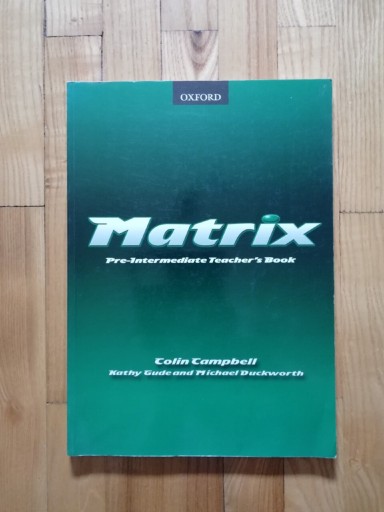 OXFORD
Matrix
Pre-Intermediate Teacher's Book
Colin Campbell
Kathy Gude and Michael Duckworth